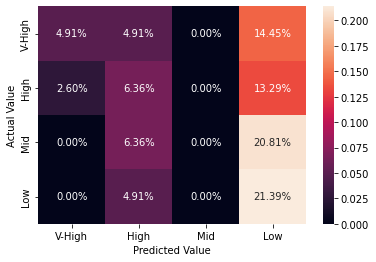 V-High 4.91% 4.91% 0.00% 14.45%
High 2.60% 6.36% 0.00% 13.29%
Mid 0.00% 6.36% 0.00% 20.81%
Low 0.00% 4.91% 0.00% 21.39%
V-High High Mid Low
Predicted Value
Actual Value
0.200
0.175
0.150
0.125
0.100
0.075
0.050
0.025
0.000